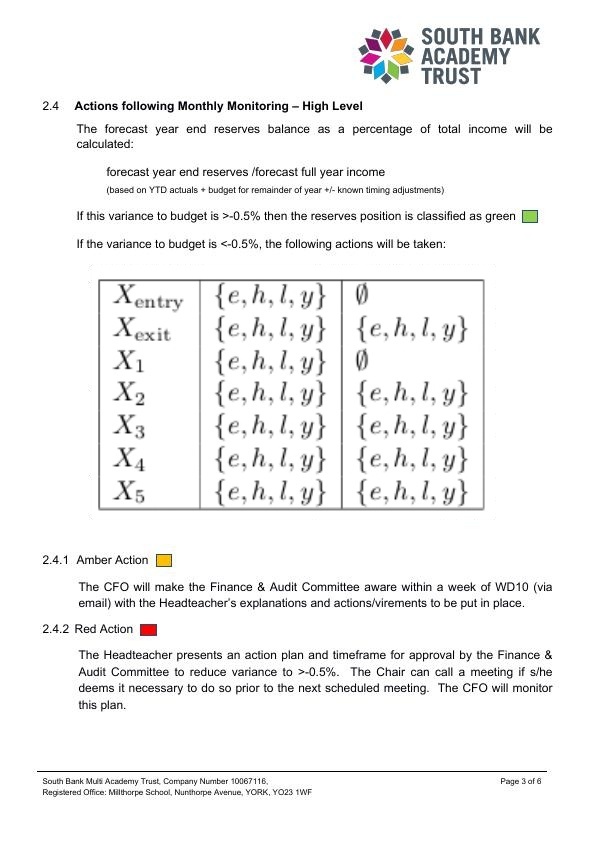 SOUTH BANK
ACADEMY
TRUST
2.4 Actions following Monthly Monitoring – High Level
The forecast year end reserves balance as a percentage of total income will be
calculated:
forecast year end reserves /forecast full year income
(based on YTD actuals + budget for remainder of year +/- known timing adjustments)
If this variance to budget is >-0.5% then the reserves position is classified as green
If the variance to budget is <-0.5%, the following actions will be taken:
X_entry {e, h, l, y} ∅
X_exit {e, h, l, y} {e, h, l, y}
X_1 {e, h, l, y} ∅
X_2 {e, h, l, y} {e, h, l, y}
X_3 {e, h, l, y} {e, h, l, y}
X_4 {e, h, l, y} {e, h, l, y}
X_5 {e, h, l, y} {e, h, l, y}
2.4.1 Amber Action
The CFO will make the Finance & Audit Committee aware within a week of WD10 (via
email) with the Headteacher's explanations and actions/virements to be put in place.
2.4.2 Red Action
The Headteacher presents an action plan and timeframe for approval by the Finance &
Audit Committee to reduce variance to >-0.5%. The Chair can call a meeting if s/he
deems it necessary to do so prior to the next scheduled meeting. The CFO will monitor
this plan.
South Bank Multi Academy Trust, Company Number 10067116, Page 3 of 6
Registered Office: Millthorpe School, Nunthorpe Avenue, YORK, YO23 1WF